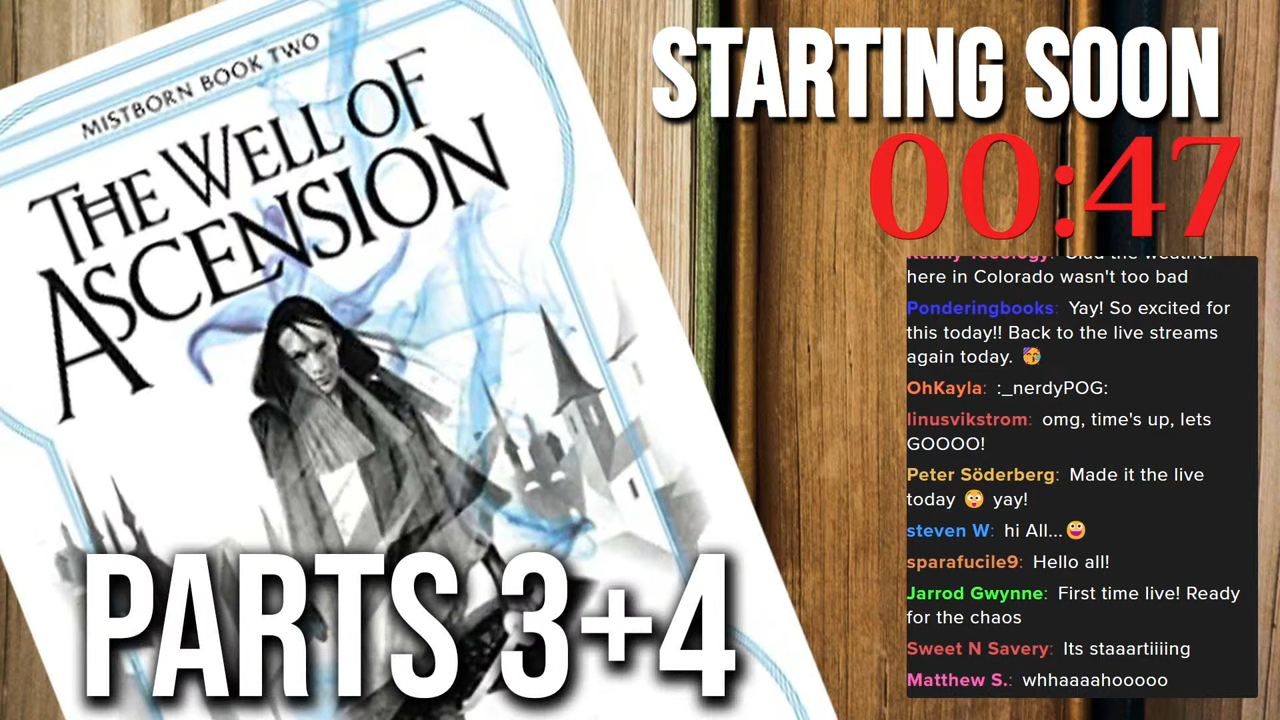 MISTBORN BOOK TWO
THE WELL OF
ASCENSION
PARTS 3+4
STARTING SOON
00:47
here in Colorado wasn't too bad
Ponderingbooks: Yay! So excited for
this today!! Back to the live streams
again today. 🥳
OhKayla: :_nerdyPOG:
linusvikstrom: omg, time's up, lets
GOOOO!
Peter Söderberg: Made it the live
today 😳 yay!
steven W: hi All...😀
sparafucile9: Hello all!
Jarrod Gwynne: First time live! Ready
for the chaos
Sweet N Savery: Its staaartiiiing
Matthew S.: whhaaaahooooo